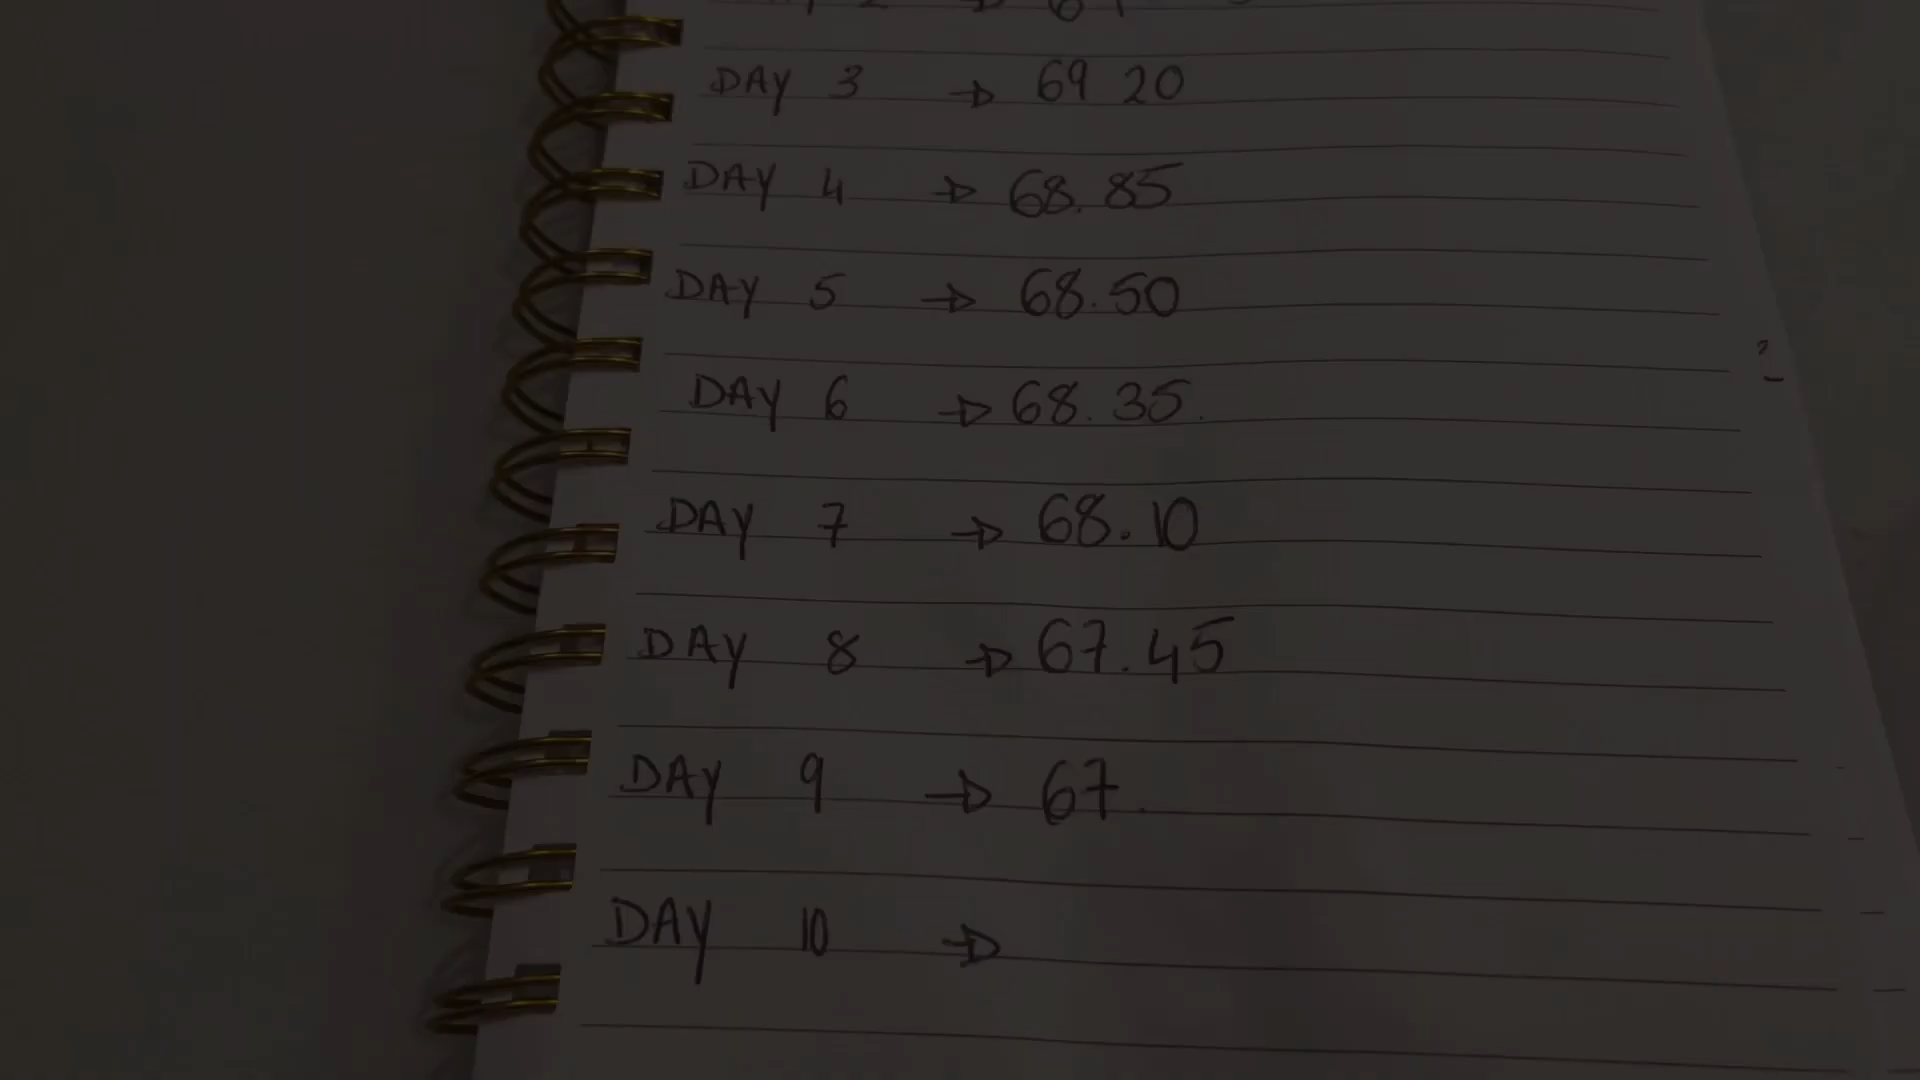 DAY 3 → 69 20
DAY 4 → 68.85
DAY 5 → 68.50
DAY 6 → 68.35.
DAY 7 → 68.10
DAY 8 → 67.45
DAY 9 → 67.
DAY 10 →